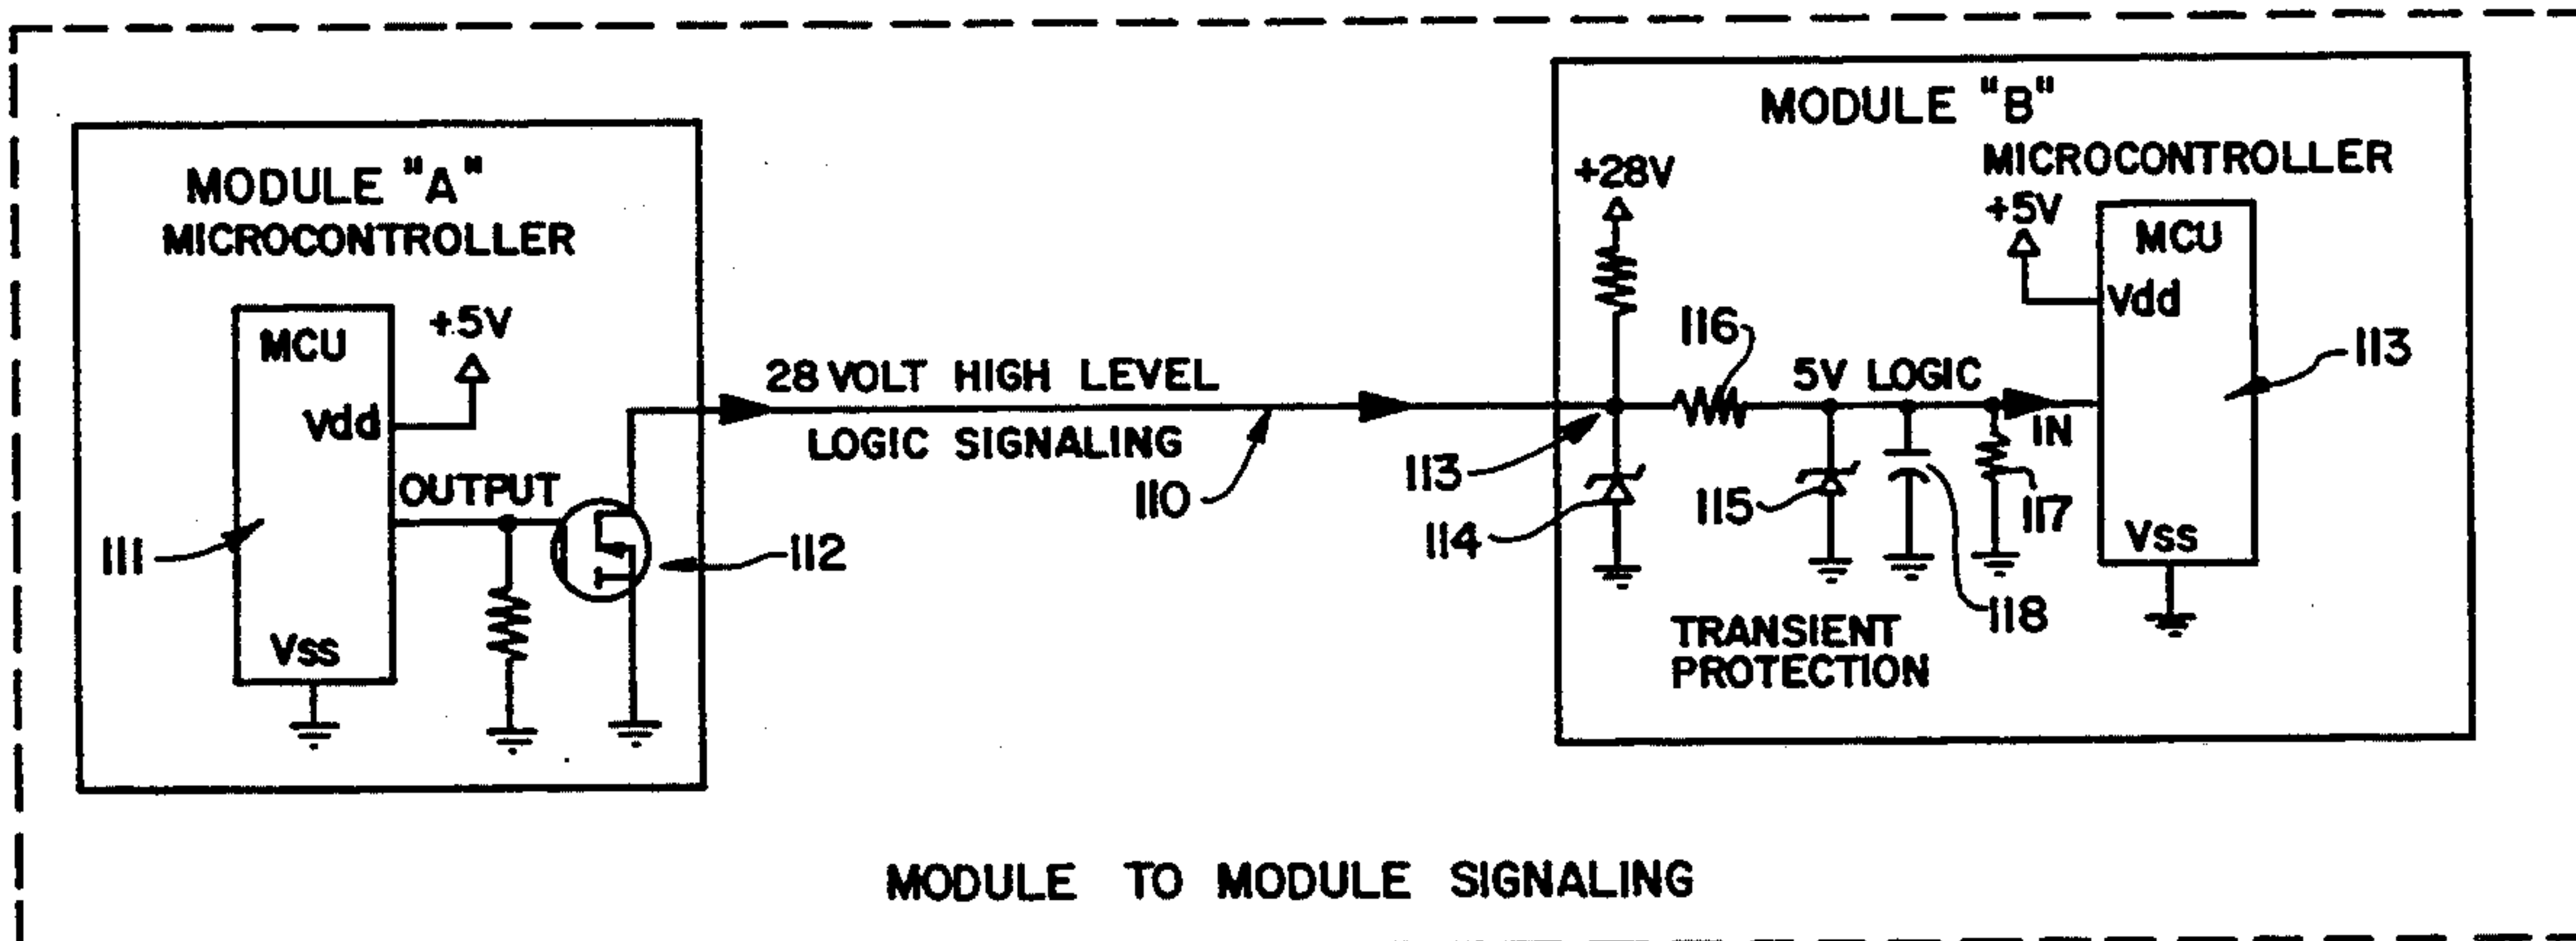 MODULE "A"
MICROCONTROLLER
MCU
+5V
Vdd
OUTPUT
111
112
Vss
28 VOLT HIGH LEVEL
LOGIC SIGNALING
110
MODULE "B"
MICROCONTROLLER
+28V
+5V
MCU
Vdd
116
5V LOGIC
113
IN
113
114
115
117
118
Vss
TRANSIENT
PROTECTION
MODULE TO MODULE SIGNALING